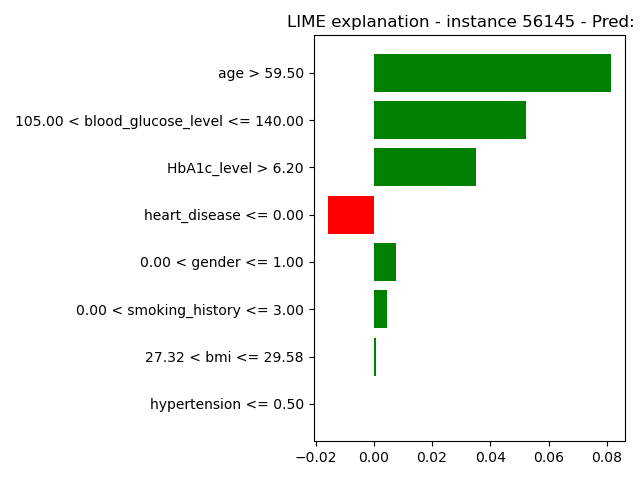 LIME explanation - instance 56145 - Pred:
age > 59.50
105.00 < blood_glucose_level <= 140.00
HbA1c_level > 6.20
heart_disease <= 0.00
0.00 < gender <= 1.00
0.00 < smoking_history <= 3.00
27.32 < bmi <= 29.58
hypertension <= 0.50
−0.02 0.00 0.02 0.04 0.06 0.08